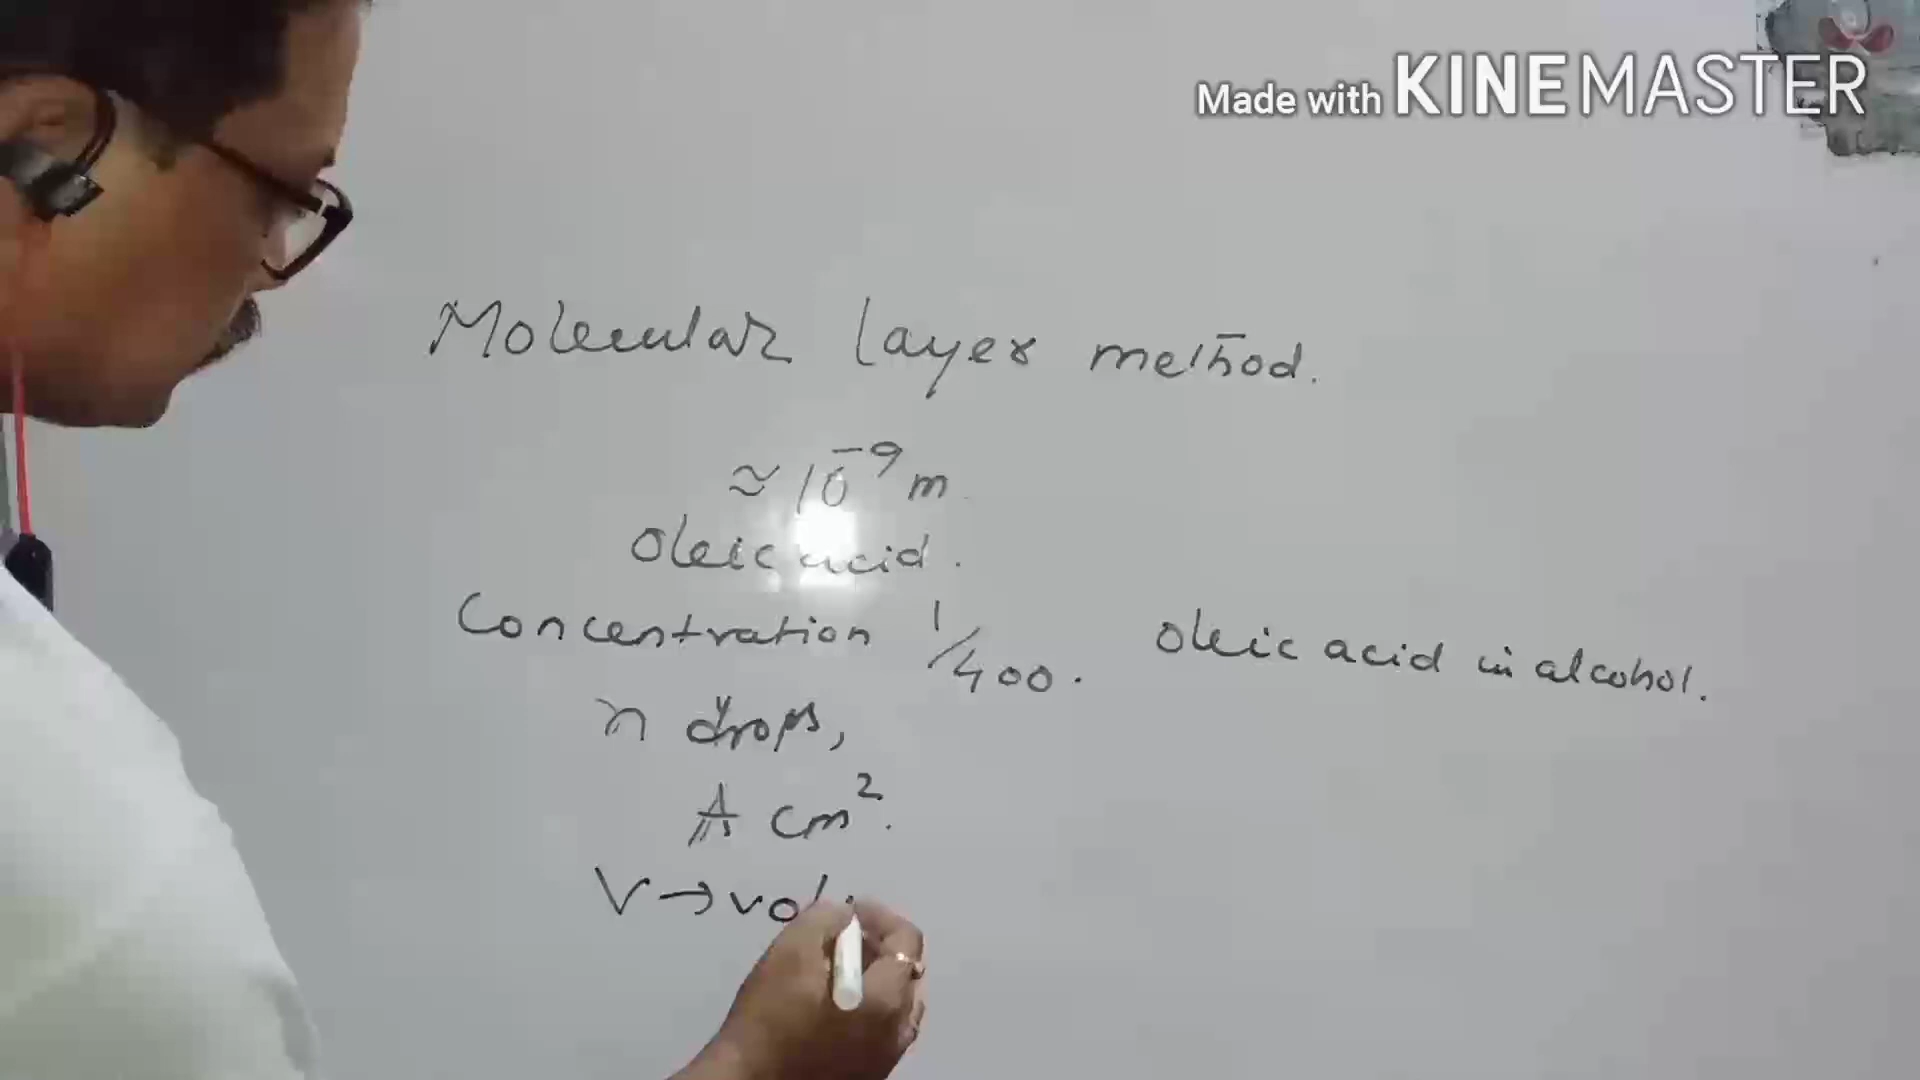 Made with KINEMASTER
Molecular layer method.
≈ 10⁻⁹ m
Oleic acid.
Concentration 1/400. Oleic acid in alcohol.
n drops,
A cm².
V → vol